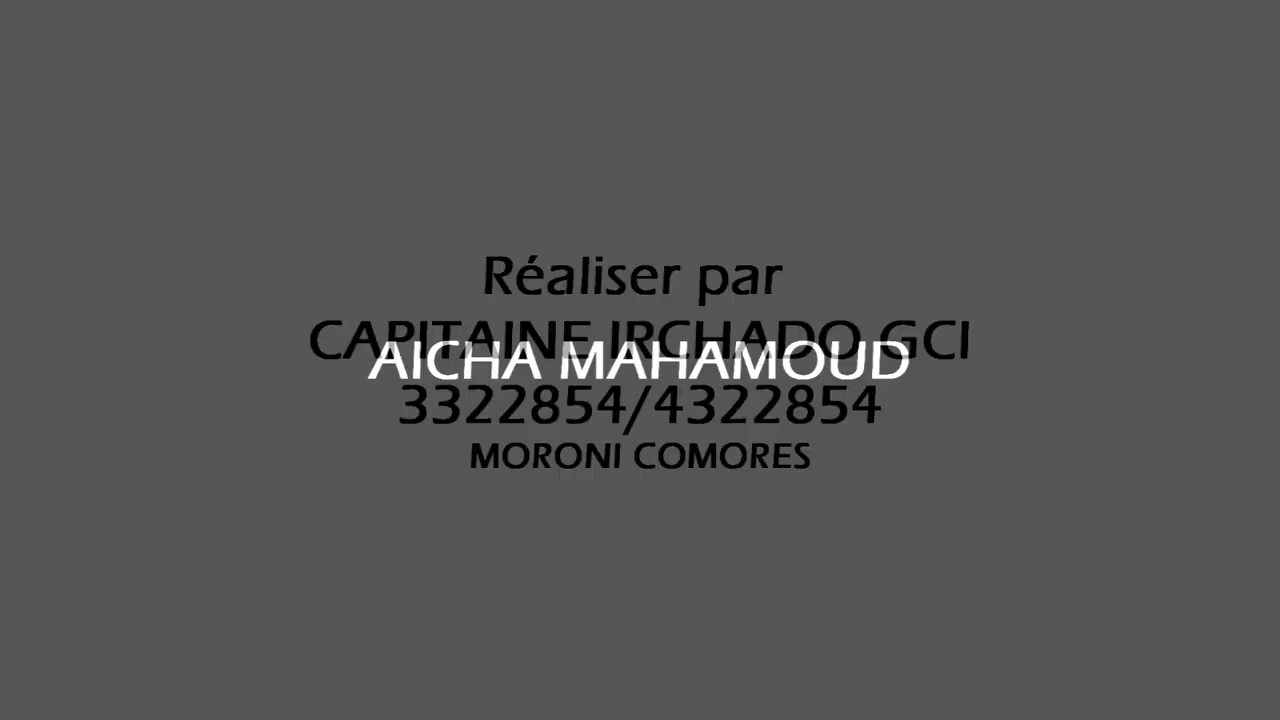 Réaliser par
CAPITAINE IRCHADO GCI
AICHA MAHAMOUD
3322854/4322854
MORONI COMORES